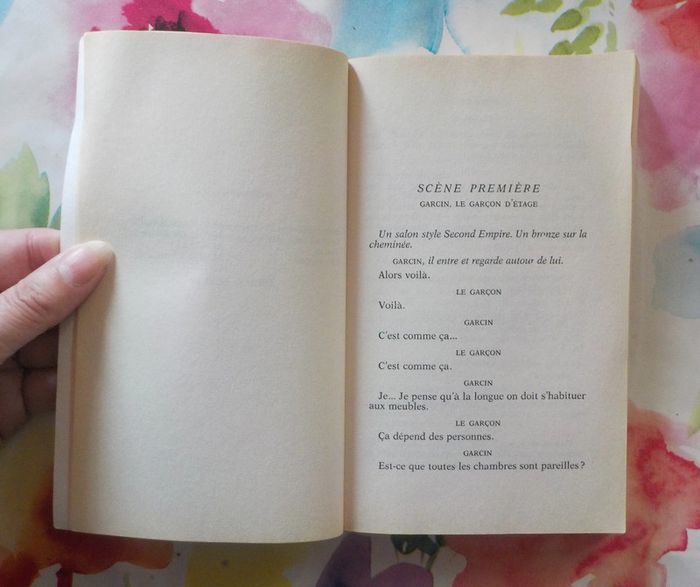 SCÈNE PREMIÈRE
GARCIN, LE GARÇON D'ÉTAGE
Un salon style Second Empire. Un bronze sur la
cheminée.
GARCIN, il entre et regarde autour de lui.
Alors voilà.
LE GARÇON
Voilà.
GARCIN
C'est comme ça...
LE GARÇON
C'est comme ça.
GARCIN
Je... Je pense qu'à la longue on doit s'habituer
aux meubles.
LE GARÇON
Ça dépend des personnes.
GARCIN
Est-ce que toutes les chambres sont pareilles ?